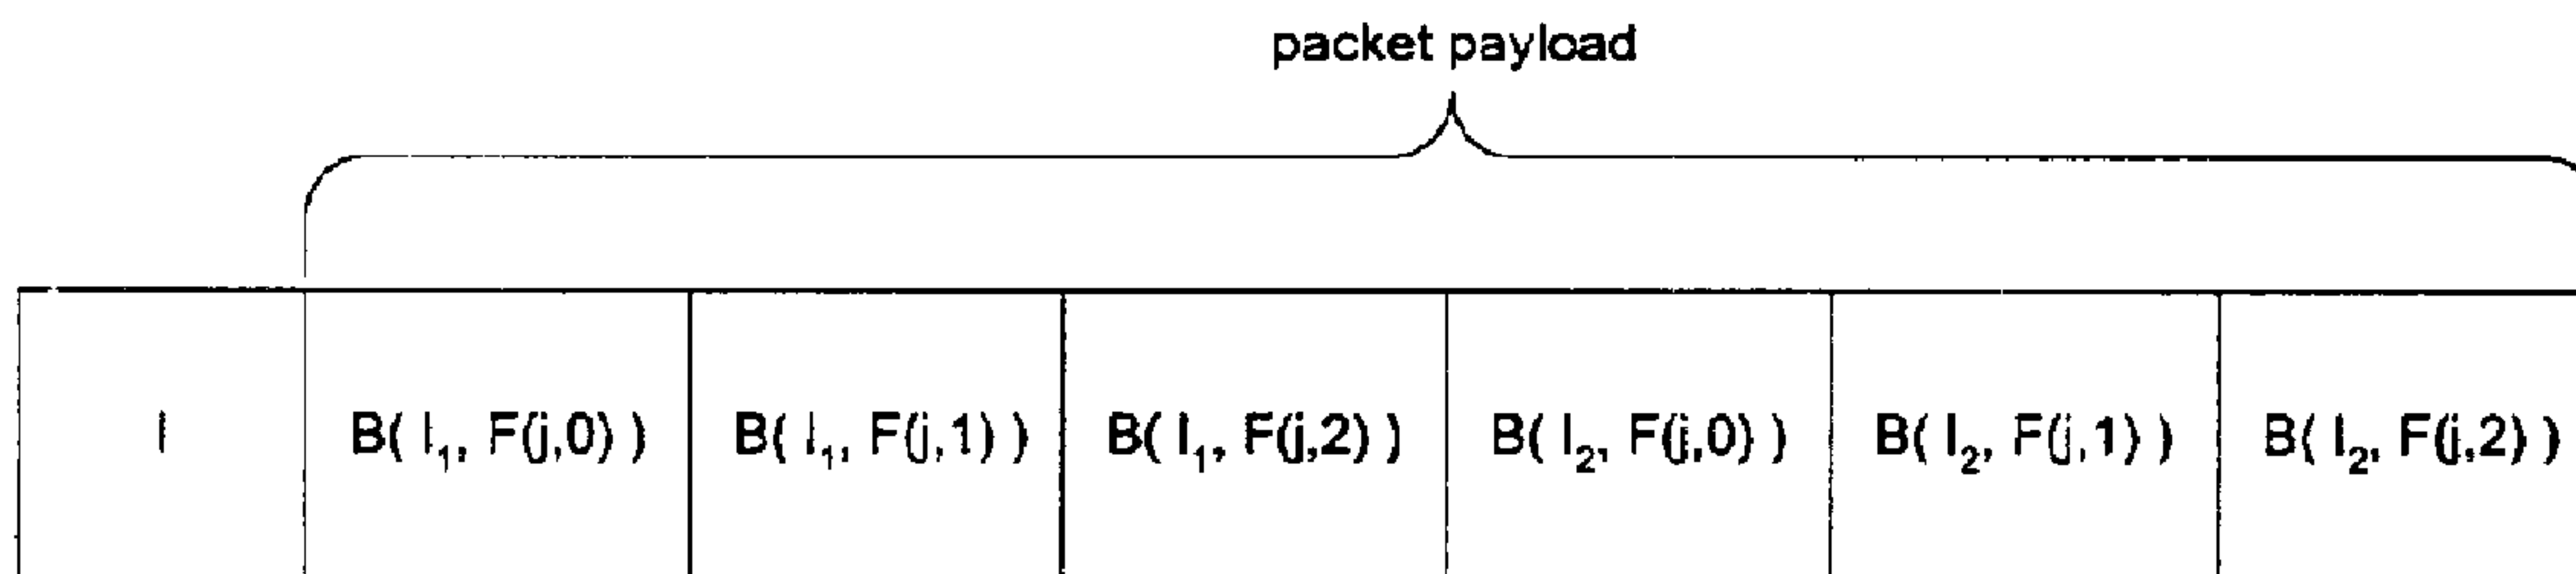 packet payload
I
B( I₁, F(j,0) )
B( I₁, F(j,1) )
B( I₁, F(j,2) )
B( I₂, F(j,0) )
B( I₂, F(j,1) )
B( I₂, F(j,2) )